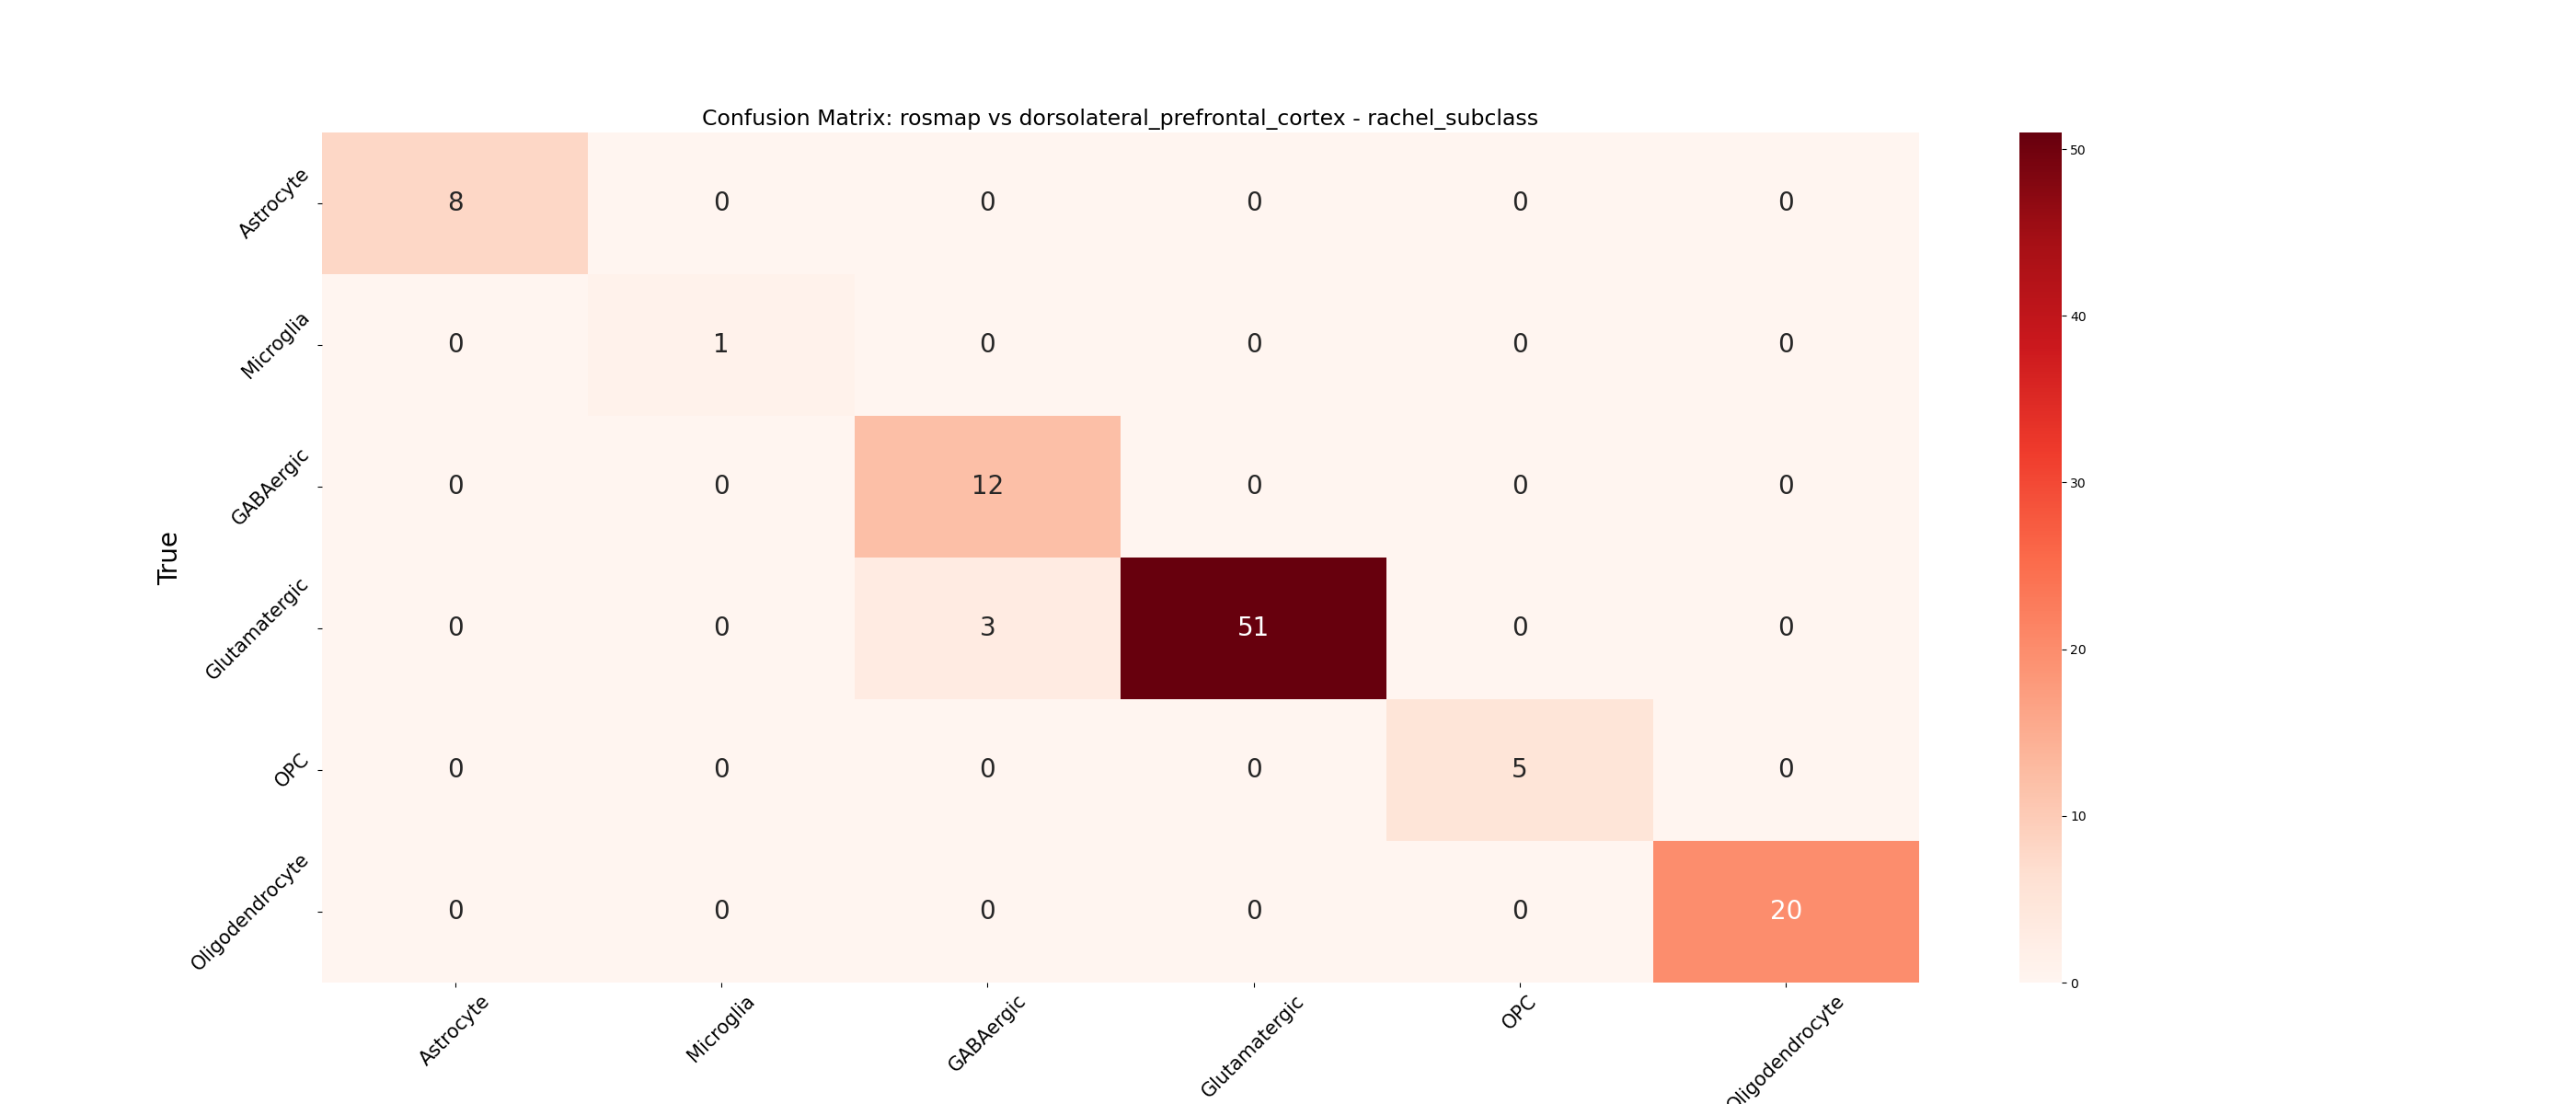 Confusion Matrix: rosmap vs dorsolateral_prefrontal_cortex - rachel_subclass
Astrocyte 8 0 0 0 0 0
Microglia 0 1 0 0 0 0
GABAergic 0 0 12 0 0 0
Glutamatergic 0 0 3 51 0 0
OPC 0 0 0 0 5 0
Oligodendrocyte 0 0 0 0 0 20
True
Astrocyte Microglia GABAergic Glutamatergic OPC Oligodendrocyte
50
40
30
20
10
0